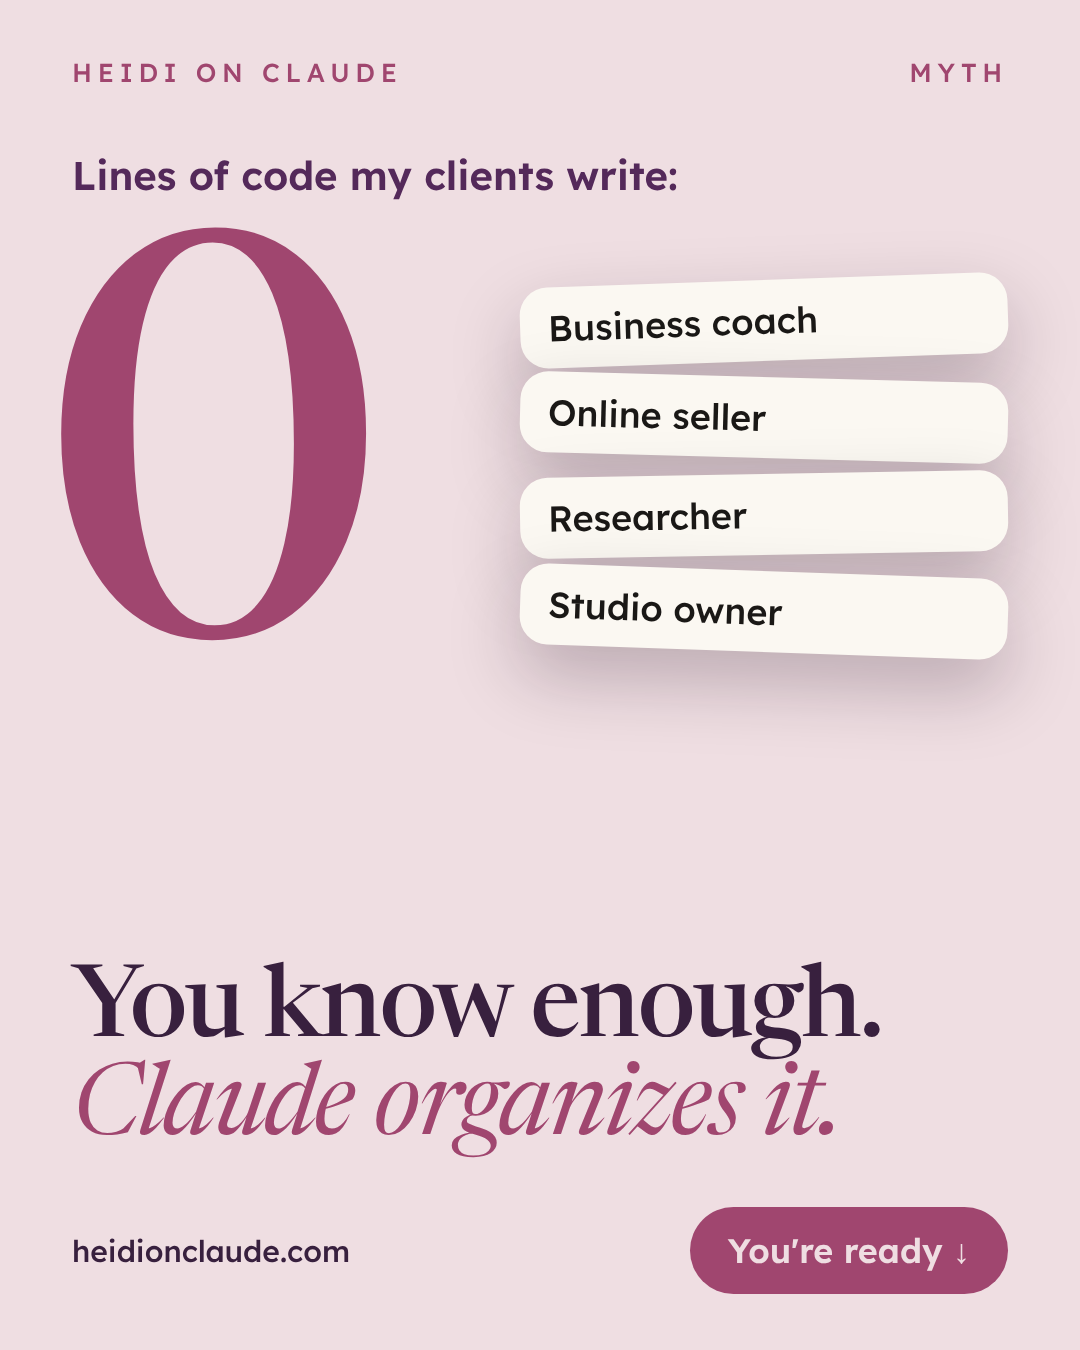 HEIDI ON CLAUDE
MYTH
Lines of code my clients write:
0
Business coach
Online seller
Researcher
Studio owner
You know enough.
Claude organizes it.
heidionclaude.com
You're ready ↓